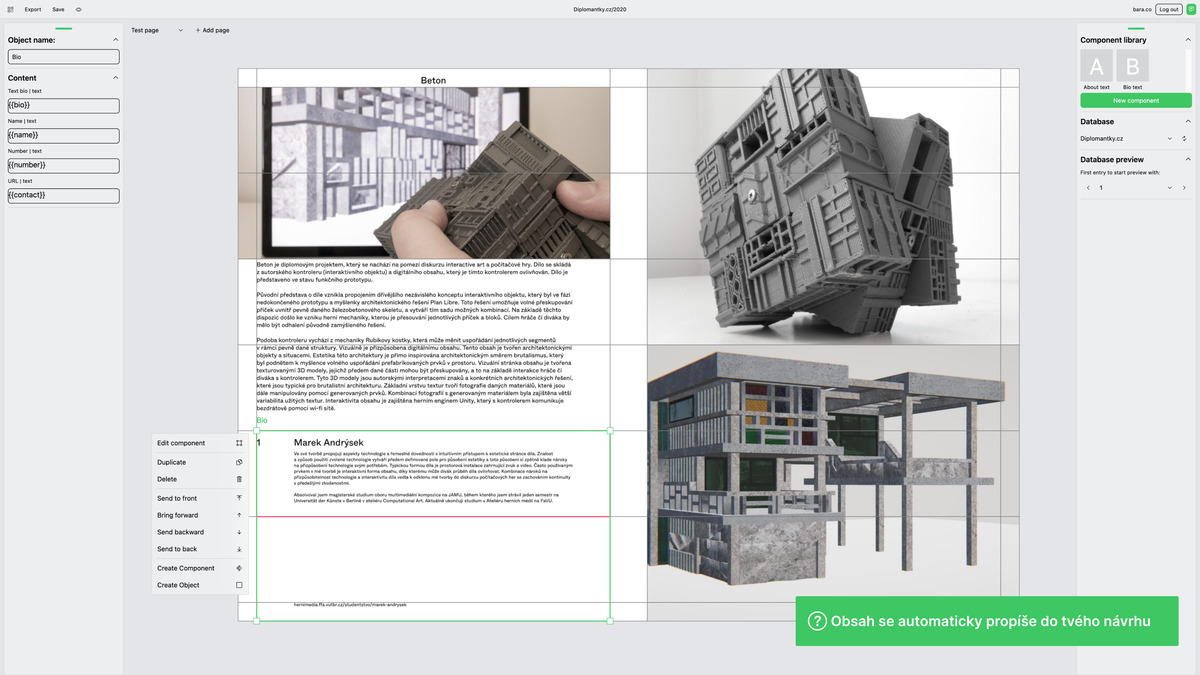 Export Save
Diplomantky.cz/2020
bara.co Log out
Object name:
Bio
Content
Text bio | text
{{bio}}
Name | text
{{name}}
Number | text
{{number}}
URL | text
{{contact}}
Test page
+ Add page
Beton
Beton je diplomovým projektem, který se nachází na pomezí diskurzu interactive art a počítačové hry. Dílo se skládá
z autorského kontroleru (interaktivního objektu) a digitálního obsahu, který je tímto kontrolerem ovlivňován. Dílo je
představeno ve stavu funkčního prototypu.
Původní představa o díle vznikla propojením dřívějšího nezávislého konceptu interaktivního objektu, který byl ve fázi
nedokončeného prototypu a myšlenky architektonického řešení Plan Libre. Toto řešení umožňuje volné přeskupování
příček uvnitř pevně daného železobetonového skeletu, a vytváří tím sadu možných kombinací. Na základě těchto
dispozic došlo ke vzniku herní mechaniky, kterou je přesouvání jednotlivých příček a bloků. Cílem hráče či diváka by
mělo být odhalení původně zamýšleného řešení.
Podoba kontroleru vychází z mechaniky Rubikovy kostky, která může měnit uspořádání jednotlivých segmentů
v rámci pevně dané struktury. Vizuálně je přizpůsobena digitálnímu obsahu. Tento obsah je tvořen architektonickými
objekty a situacemi. Estetika této architektury je přímo inspirována architektonickým směrem brutalismus, který
byl podnětem k myšlence volného uspořádání prefabrikovaných prvků v prostoru. Vizuální stránka obsahu je tvořena
texturovanými 3D modely, jejichž předem dané části mohou být přeskupovány, a to na základě interakce hráče či
diváka s kontrolerem. Tyto 3D modely jsou autorskými interpretacemi znaků a konkrétních architektonických řešení,
které jsou typické pro brutalistní architekturu. Základní vrstvu textur tvoří fotografie daných materiálů, které jsou
dále manipulovány pomocí generovaných prvků. Kombinací fotografií s generovaným materiálem byla zajištěna větší
variabilita užitých textur. Interaktivita obsahu je zajištěna herním enginem Unity, který s kontrolerem komunikuje
bezdrátově pomocí wi-fi sítě.
Bio
1 Marek Andrýsek
Ve své tvorbě propojuji aspekty technologie a řemeslné dovednosti s intuitivním přístupem k estetické stránce díla. Znalost
a způsob použití zvolené technologie vytváří předem definované pole pro působení estetiky a tato působení si zpětně klade nároky
na přizpůsobení technologie svým potřebám. Typickou formou díla je prostorová instalace zahrnující zvuk a video. Často používaným
prvkem v mé tvorbě je interaktivní forma obsahu, díky kterému může divák průběh díla ovlivňovat. Kombinace nároků na
přizpůsobení technologie a interaktivity díla vedla k odklonu mé tvorby do počítačových her se zachováním kontinuity
s předešlými zkušenostmi.
Absolvoval jsem magisterské studium oboru multimediální kompozice na JAMU, během kterého jsem strávil jeden semestr na
Universität der Künste v Berlíně v ateliéru Computational Art. Aktuálně ukončuji studium v Ateliéru herních médií na FaVU.
hernimedia.ffa.vutbr.cz/studentstvo/marek-andrysek
Edit component
Duplicate
Delete
Send to front
Bring forward
Send backward
Send to back
Create Component
Create Object
Component library
A B
About text Bio text
New component
Database
Diplomantky.cz
Database preview
First entry to start preview with:
1
? Obsah se automaticky propíše do tvého návrhu